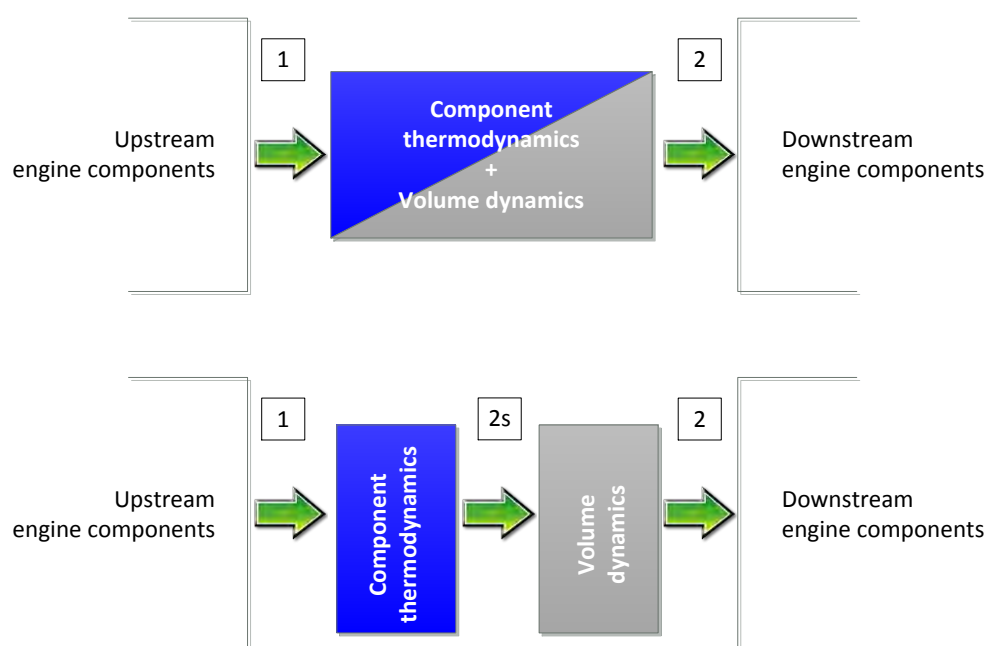 1
2
Upstream
engine components
Component
thermodynamics
+
Volume dynamics
Downstream
engine components
1
2s
2
Upstream
engine components
Component
thermodynamics
Volume
dynamics
Downstream
engine components